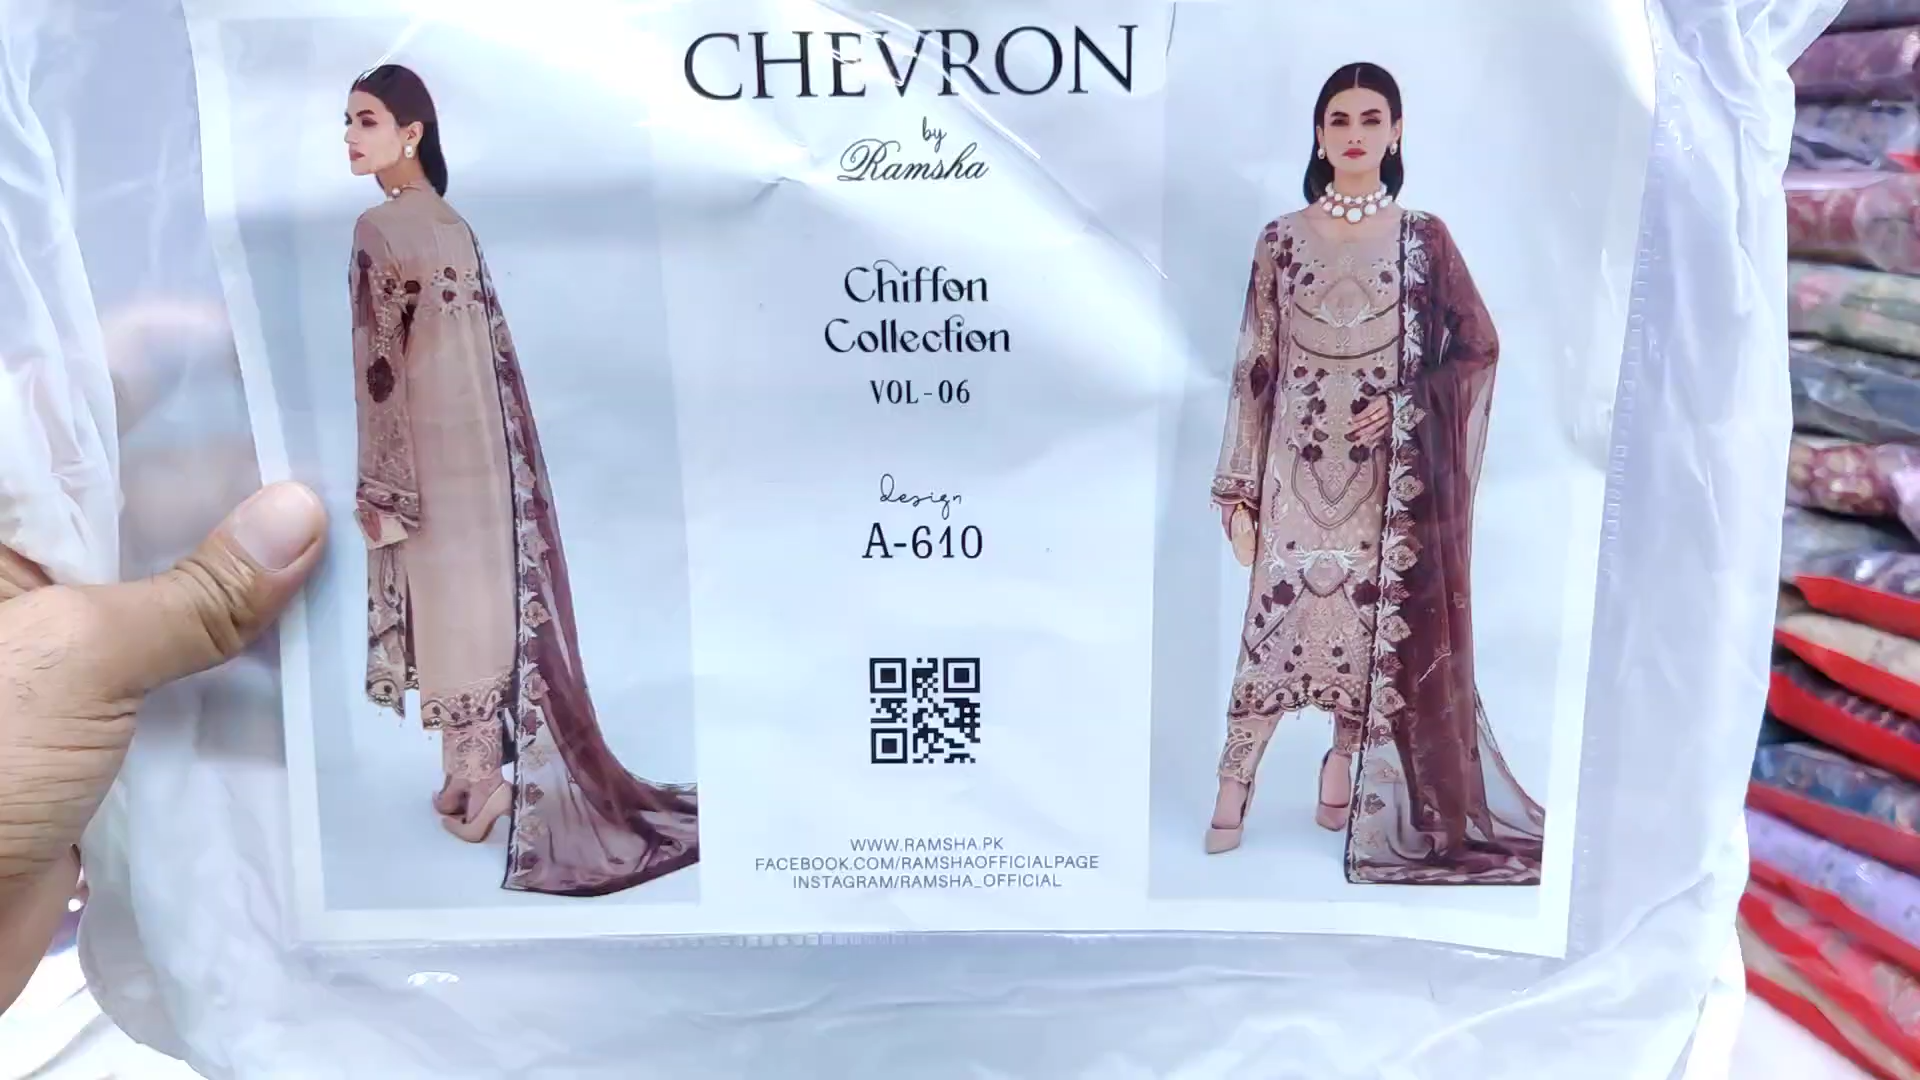 CHEVRON
by
Ramsha
Chiffon
Collection
VOL-06
design
A-610
WWW.RAMSHA.PK
FACEBOOK.COM/RAMSHAOFFICIALPAGE
INSTAGRAM/RAMSHA_OFFICIAL